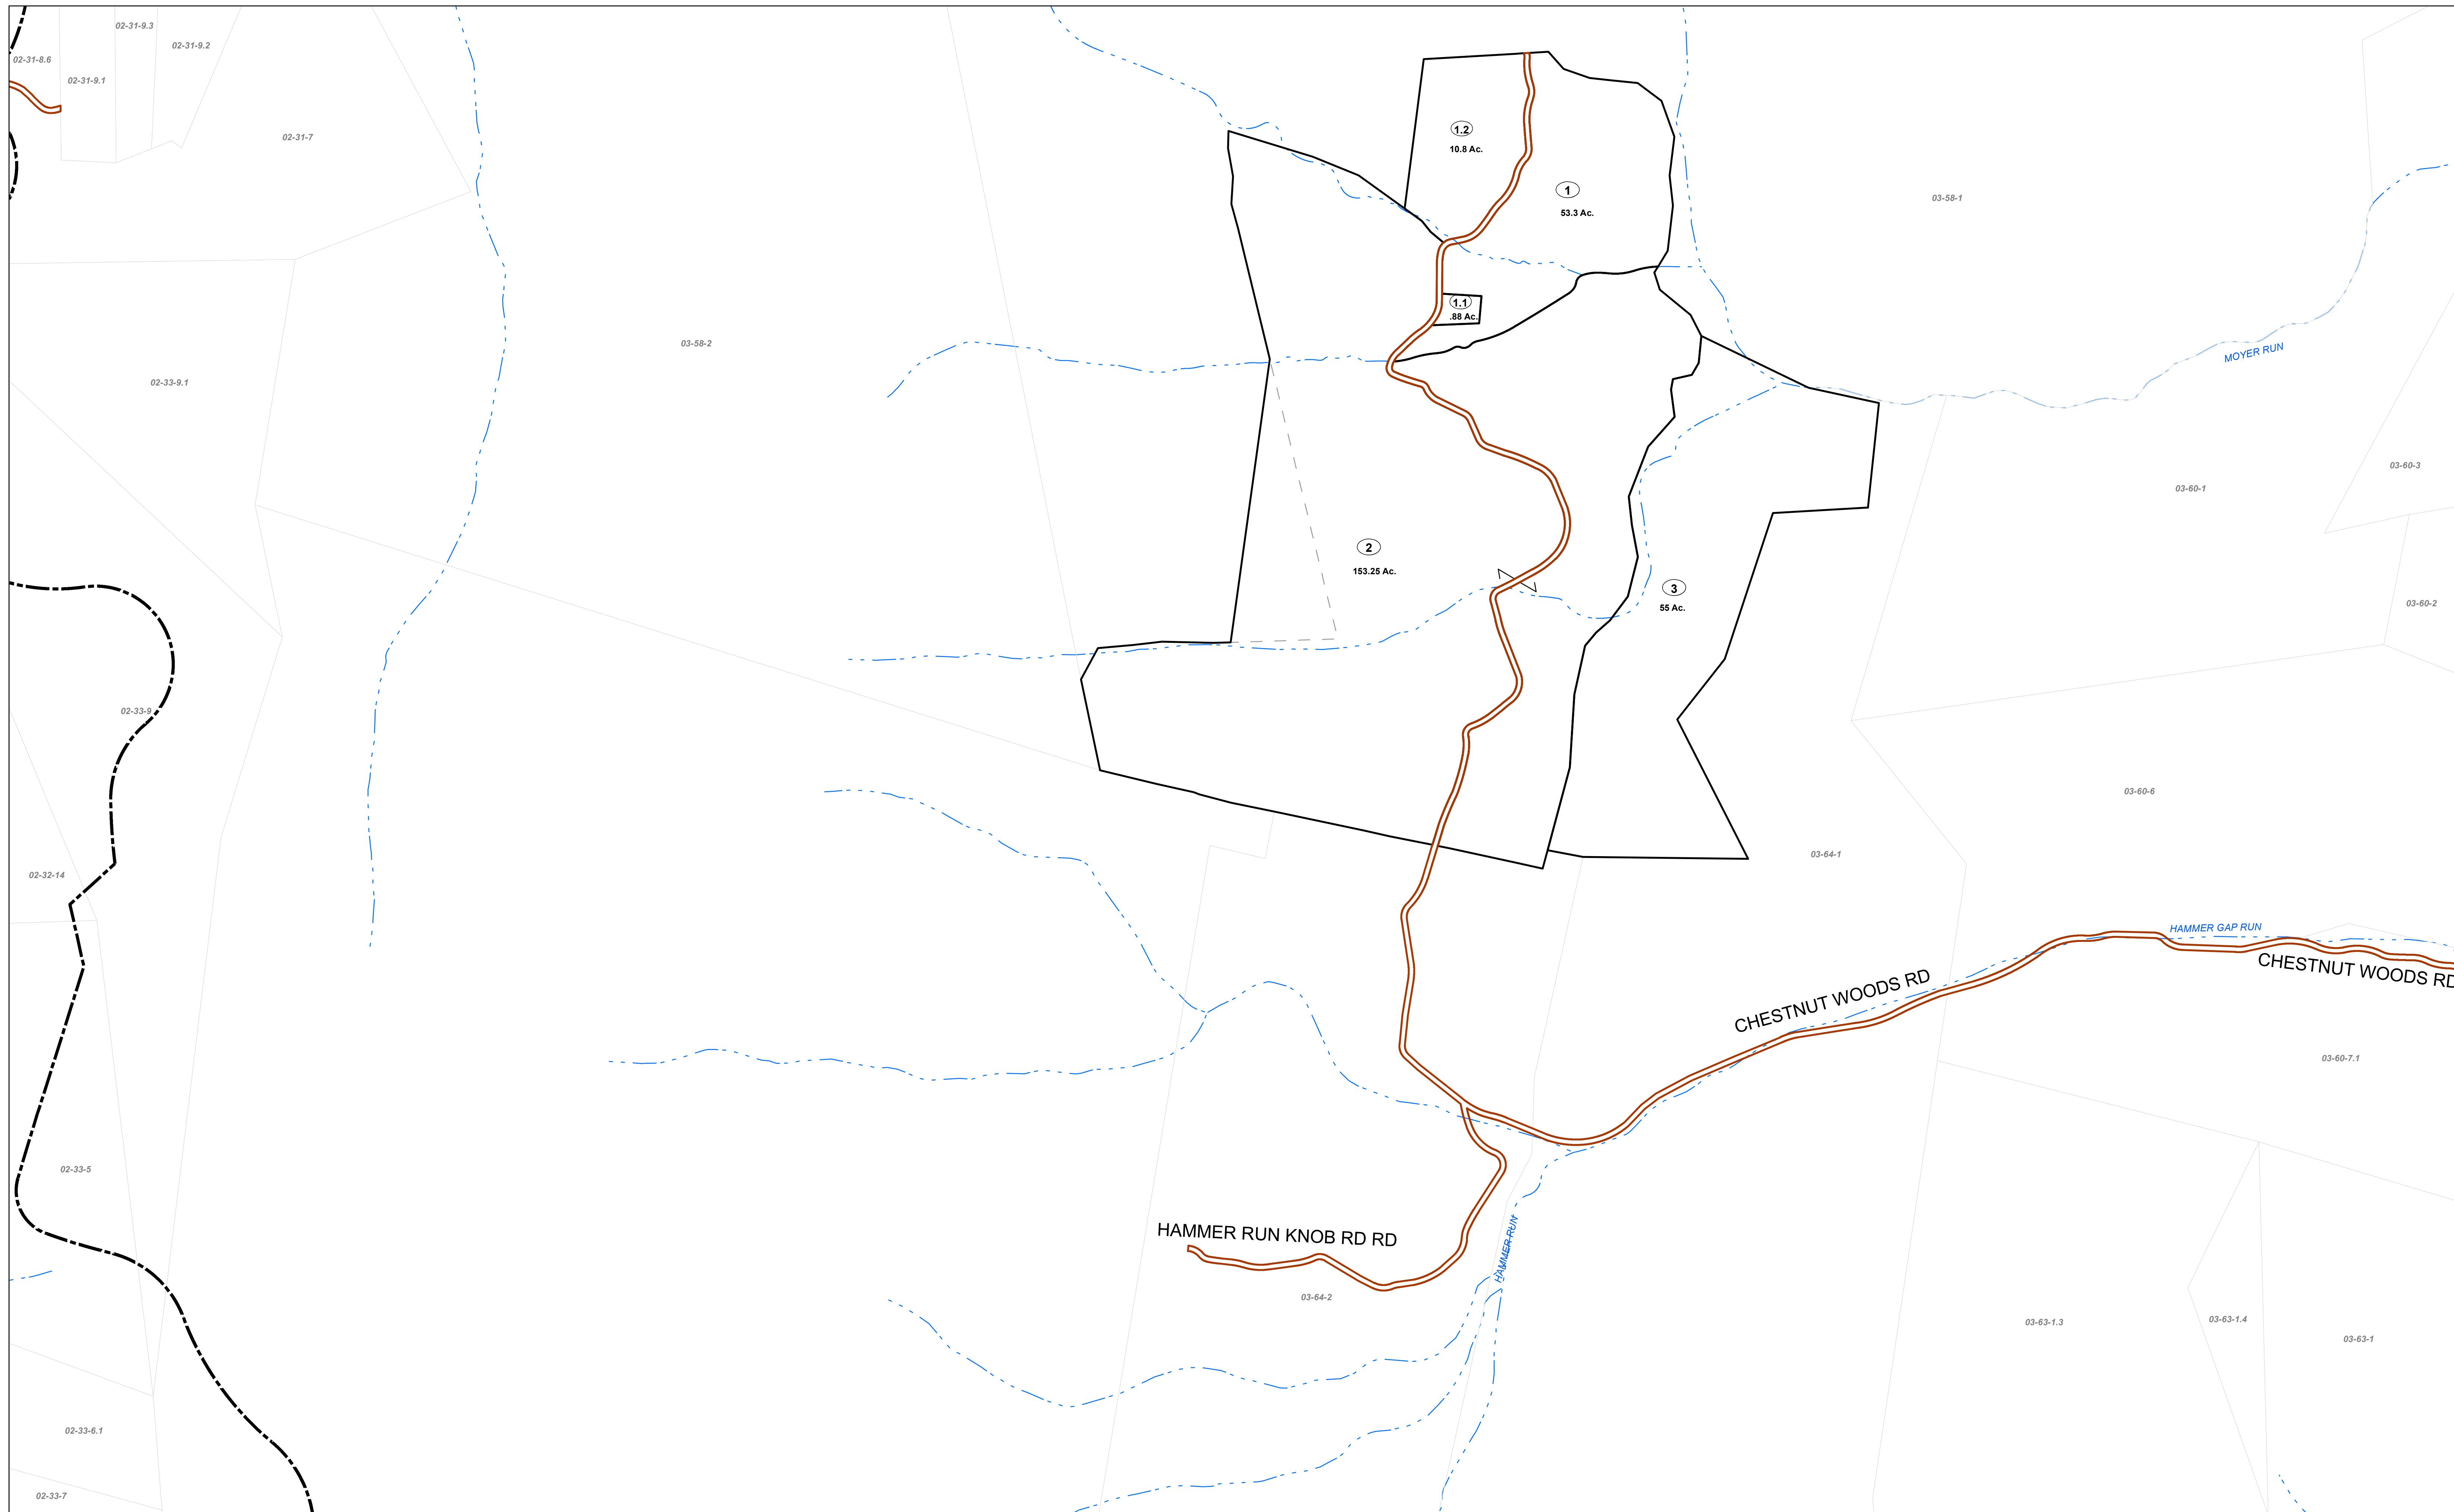 02-31-9.3
02-31-9.2
02-31-8.6
02-31-9.1
02-31-7
1.2
10.8 Ac.
1
53.3 Ac.
03-58-1
1.1
.88 Ac.
03-58-2
MOYER RUN
02-33-9.1
03-60-3
03-60-1
2
153.25 Ac.
3
55 Ac.
03-60-2
02-33-9
03-60-6
03-64-1
02-32-14
HAMMER GAP RUN
CHESTNUT WOODS RD
CHESTNUT WOODS RD
03-60-7.1
02-33-5
HAMMER RUN KNOB RD RD
HAMMER RUN
03-64-2
03-63-1.3
03-63-1.4
03-63-1
02-33-6.1
02-33-7